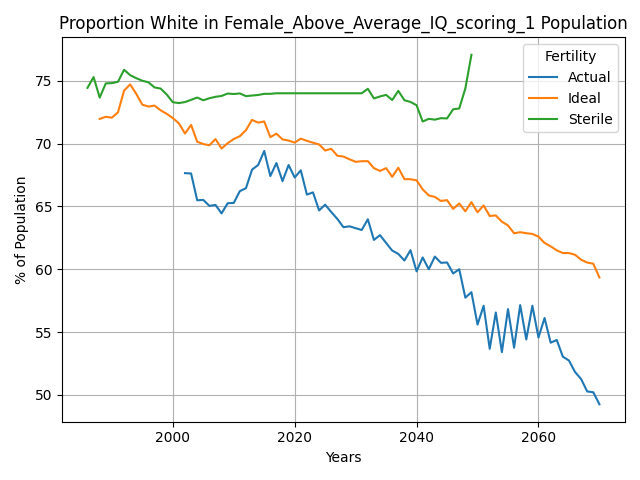 Proportion White in Female_Above_Average_IQ_scoring_1 Population
Fertility
Actual
Ideal
Sterile
% of Population
75
70
65
60
55
50
2000
2020
2040
2060
Years